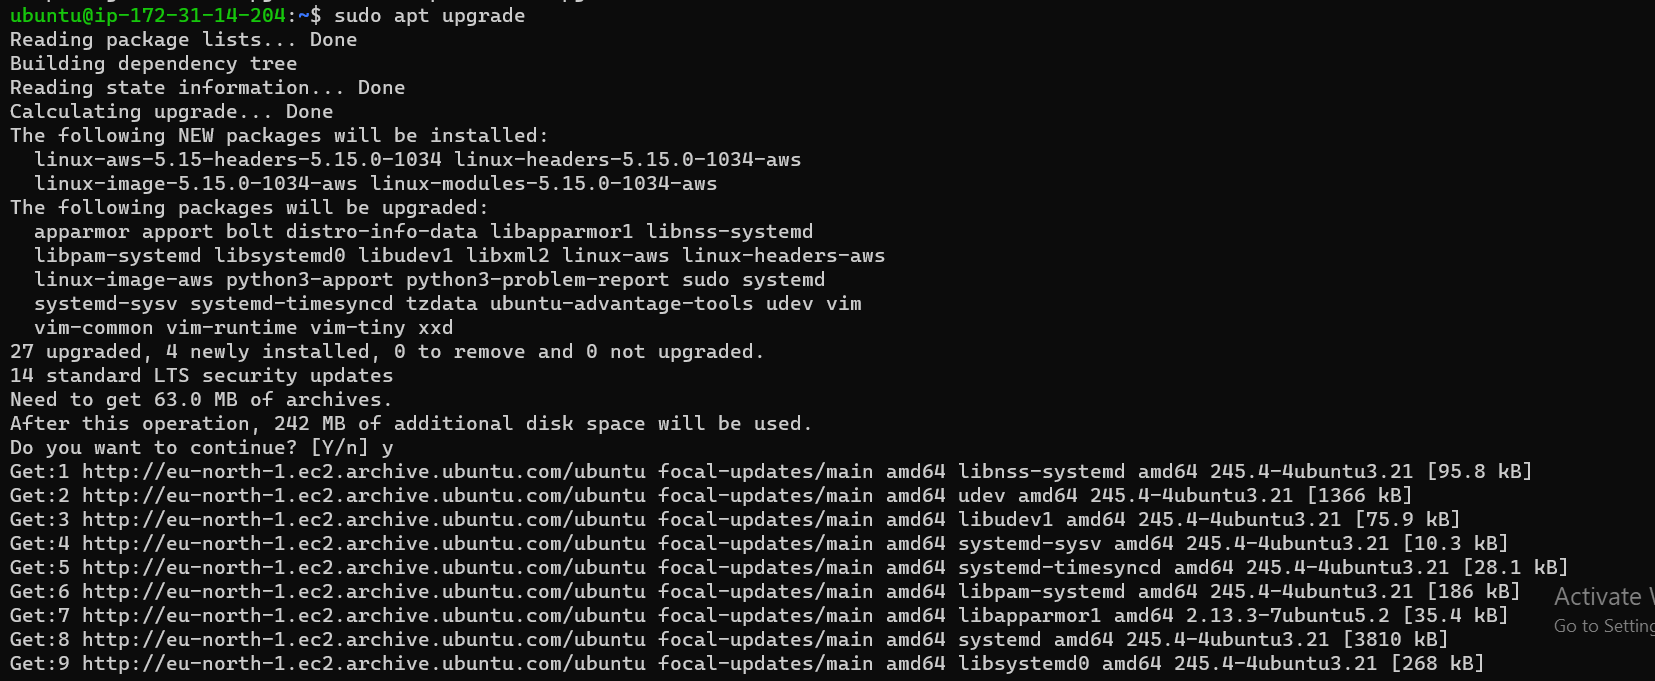 ubuntu@ip-172-31-14-204:~$ sudo apt upgrade
Reading package lists... Done
Building dependency tree
Reading state information... Done
Calculating upgrade... Done
The following NEW packages will be installed:
  linux-aws-5.15-headers-5.15.0-1034 linux-headers-5.15.0-1034-aws
  linux-image-5.15.0-1034-aws linux-modules-5.15.0-1034-aws
The following packages will be upgraded:
  apparmor apport bolt distro-info-data libapparmor1 libnss-systemd
  libpam-systemd libsystemd0 libudev1 libxml2 linux-aws linux-headers-aws
  linux-image-aws python3-apport python3-problem-report sudo systemd
  systemd-sysv systemd-timesyncd tzdata ubuntu-advantage-tools udev vim
  vim-common vim-runtime vim-tiny xxd
27 upgraded, 4 newly installed, 0 to remove and 0 not upgraded.
14 standard LTS security updates
Need to get 63.0 MB of archives.
After this operation, 242 MB of additional disk space will be used.
Do you want to continue? [Y/n] y
Get:1 http://eu-north-1.ec2.archive.ubuntu.com/ubuntu focal-updates/main amd64 libnss-systemd amd64 245.4-4ubuntu3.21 [95.8 kB]
Get:2 http://eu-north-1.ec2.archive.ubuntu.com/ubuntu focal-updates/main amd64 udev amd64 245.4-4ubuntu3.21 [1366 kB]
Get:3 http://eu-north-1.ec2.archive.ubuntu.com/ubuntu focal-updates/main amd64 libudev1 amd64 245.4-4ubuntu3.21 [75.9 kB]
Get:4 http://eu-north-1.ec2.archive.ubuntu.com/ubuntu focal-updates/main amd64 systemd-sysv amd64 245.4-4ubuntu3.21 [10.3 kB]
Get:5 http://eu-north-1.ec2.archive.ubuntu.com/ubuntu focal-updates/main amd64 systemd-timesyncd amd64 245.4-4ubuntu3.21 [28.1 kB]
Get:6 http://eu-north-1.ec2.archive.ubuntu.com/ubuntu focal-updates/main amd64 libpam-systemd amd64 245.4-4ubuntu3.21 [186 kB]
Get:7 http://eu-north-1.ec2.archive.ubuntu.com/ubuntu focal-updates/main amd64 libapparmor1 amd64 2.13.3-7ubuntu5.2 [35.4 kB]
Get:8 http://eu-north-1.ec2.archive.ubuntu.com/ubuntu focal-updates/main amd64 systemd amd64 245.4-4ubuntu3.21 [3810 kB]
Get:9 http://eu-north-1.ec2.archive.ubuntu.com/ubuntu focal-updates/main amd64 libsystemd0 amd64 245.4-4ubuntu3.21 [268 kB]
Activate
Go to